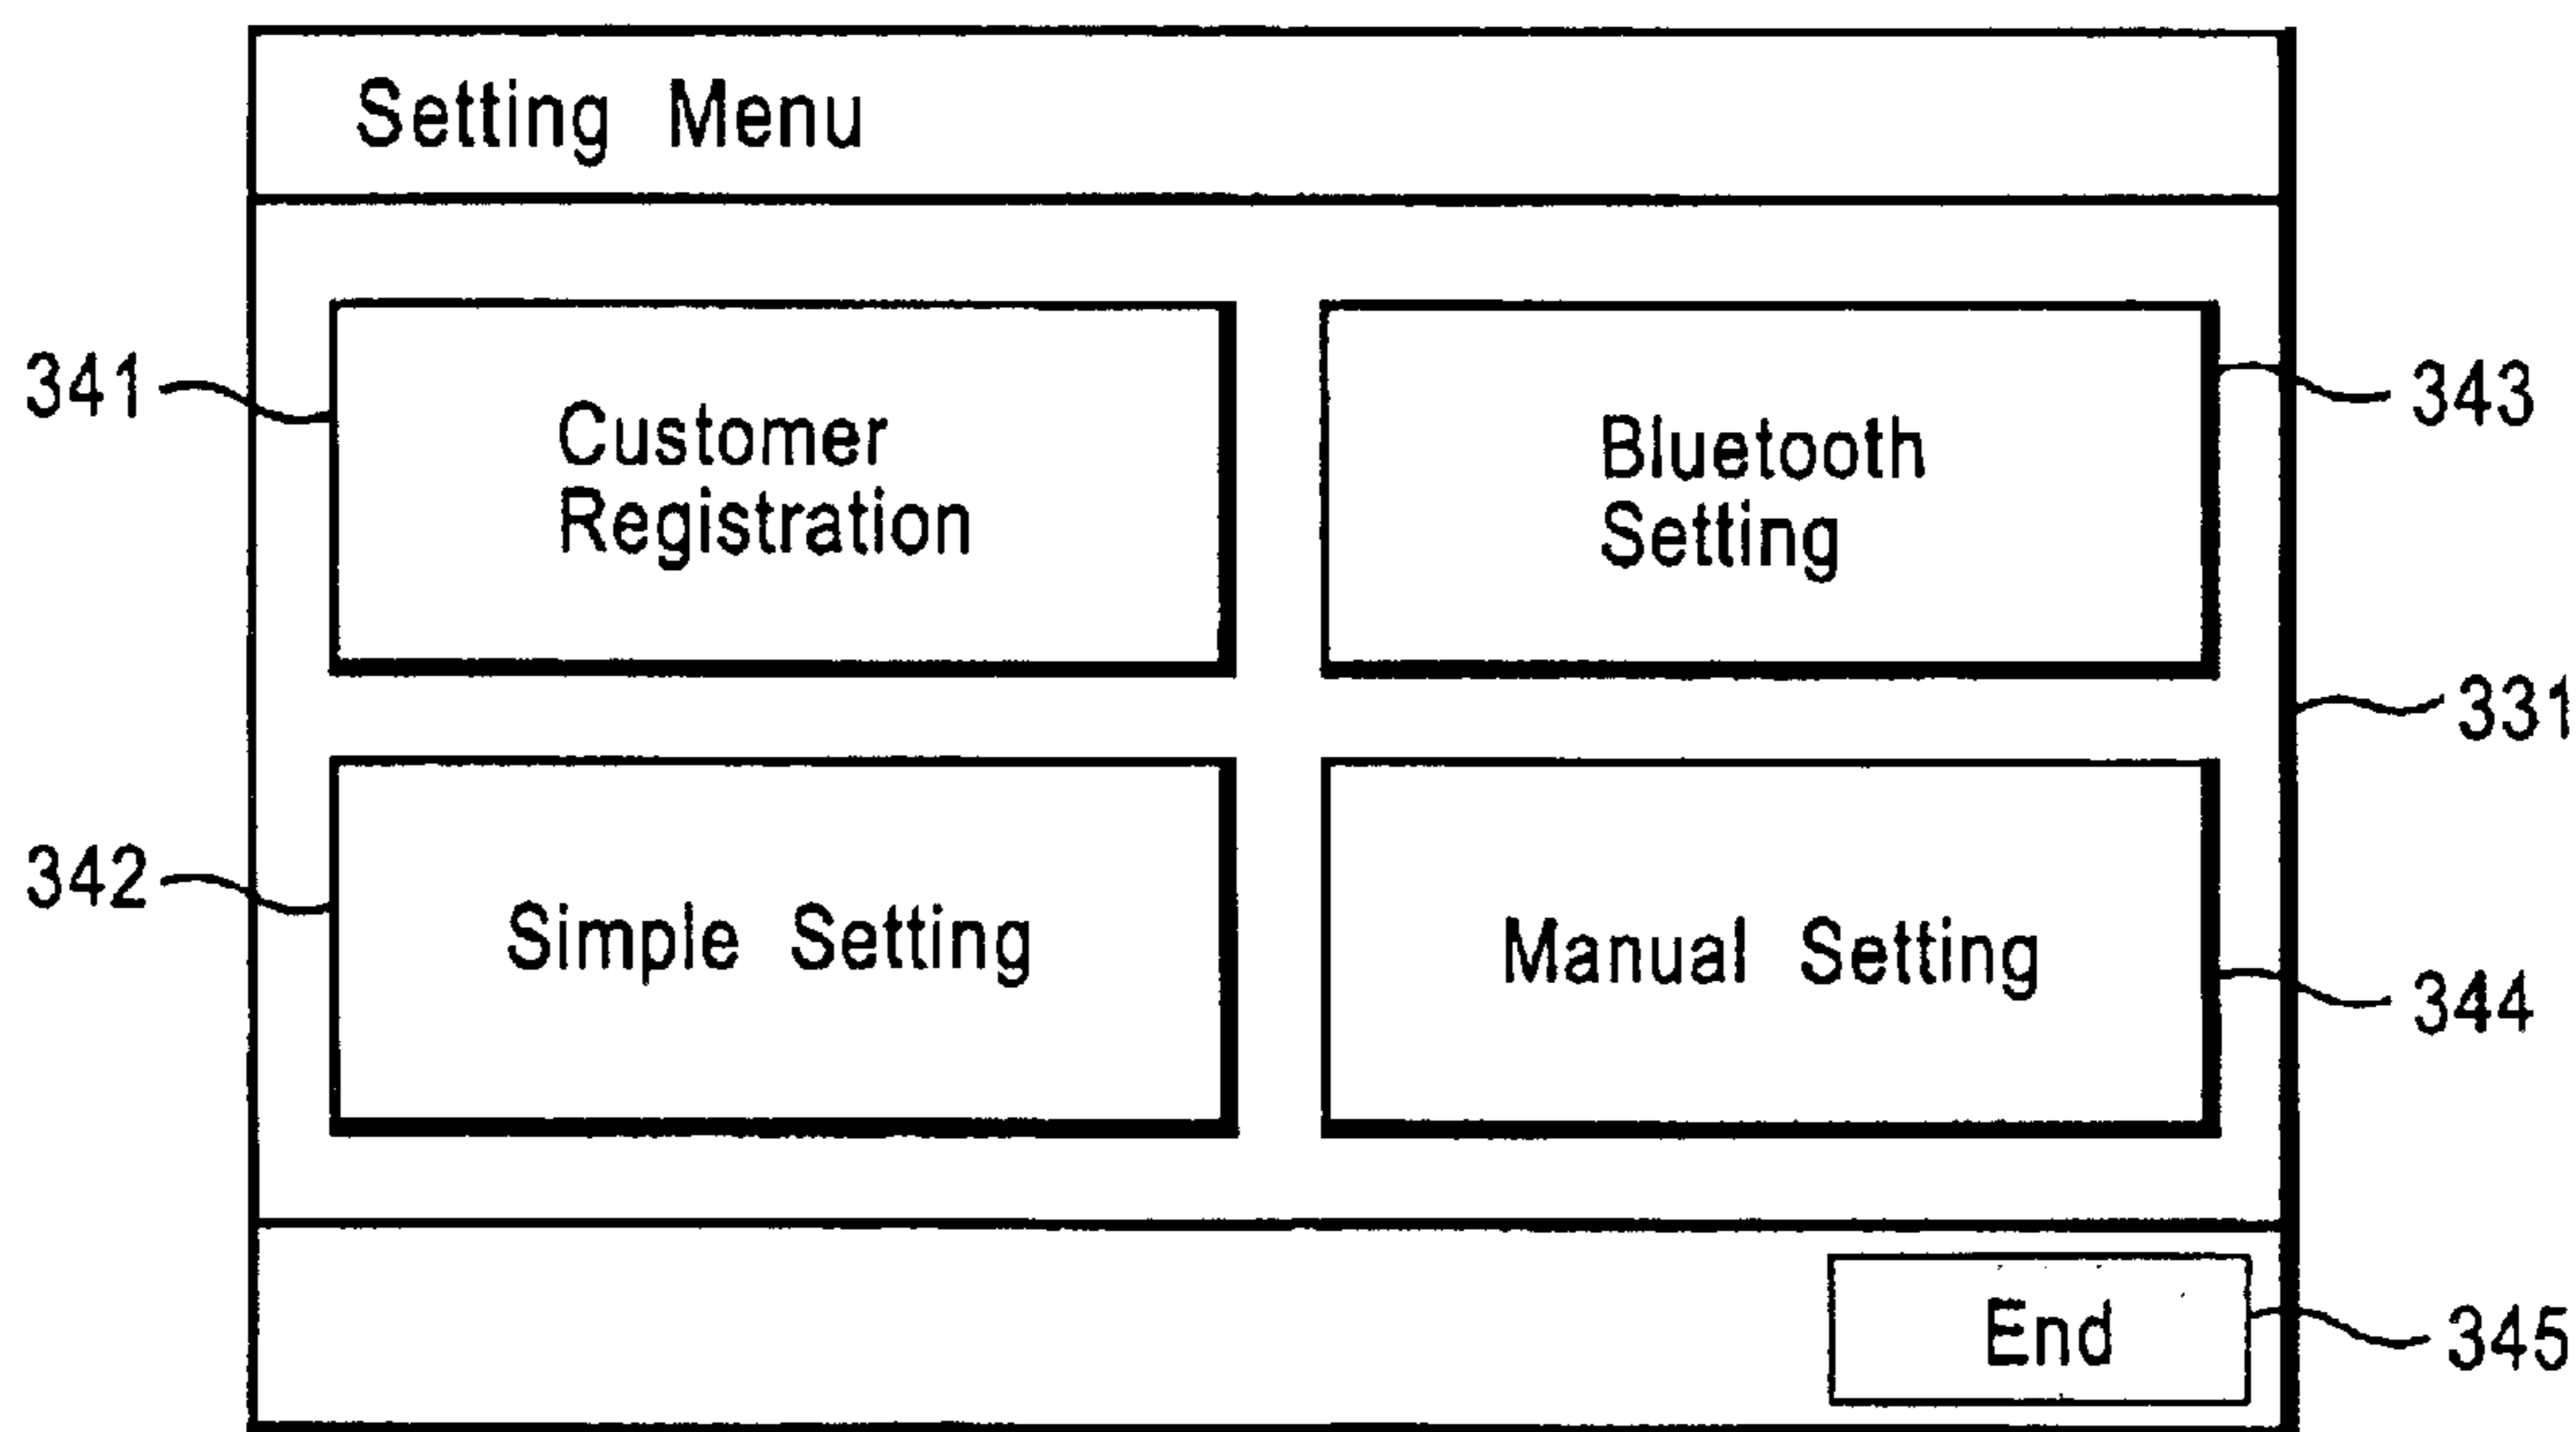 Setting Menu
341
Customer
Registration
Bluetooth
Setting
343
331
342
Simple Setting
Manual Setting
344
End
345